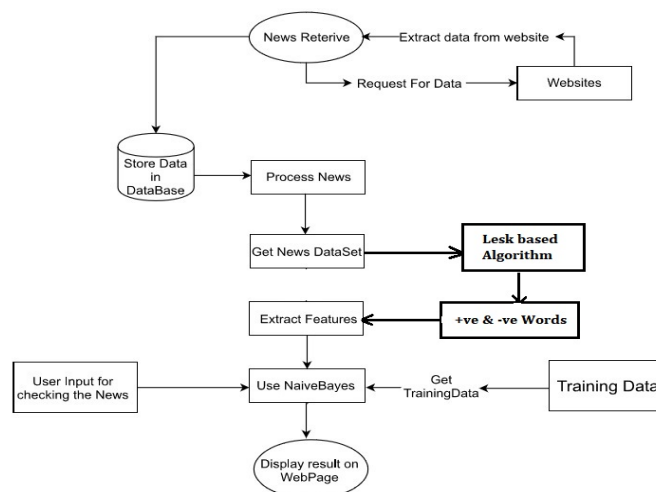 News Reterive
Extract data from website
Request For Data
Websites
Store Data
in
DataBase
Process News
Get News DataSet
Lesk based
Algorithm
+ve & -ve Words
Extract Features
User Input for
checking the News
Use NaiveBayes
Get
TrainingData
Training Data
Display result on
WebPage